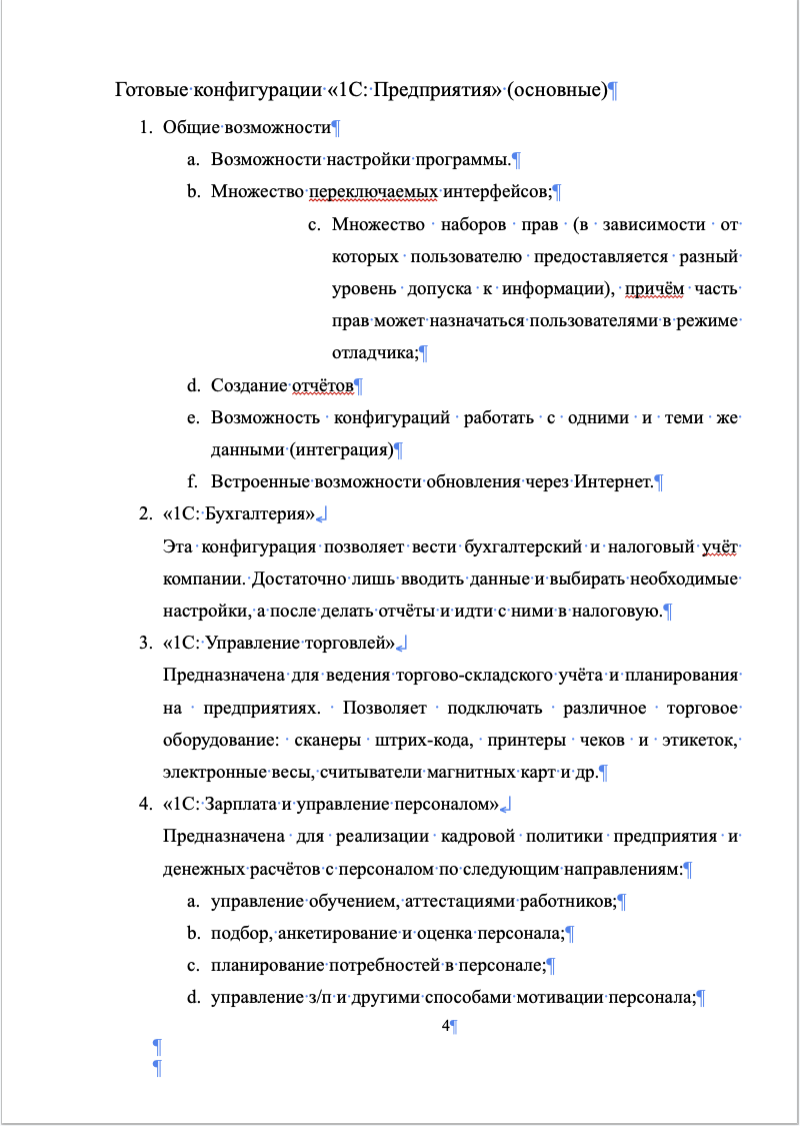 Готовые конфигурации «1С: Предприятия» (основные)¶
1. Общие возможности¶
a. Возможности настройки программы.¶
b. Множество переключаемых интерфейсов;¶
c. Множество наборов прав (в зависимости от
которых пользователю предоставляется разный
уровень допуска к информации), причём часть
прав может назначаться пользователями в режиме
отладчика;¶
d. Создание отчётов¶
e. Возможность конфигураций работать с одними и теми же
данными (интеграция)¶
f. Встроенные возможности обновления через Интернет.¶
2. «1С: Бухгалтерия»↵
Эта конфигурация позволяет вести бухгалтерский и налоговый учёт
компании. Достаточно лишь вводить данные и выбирать необходимые
настройки, а после делать отчёты и идти с ними в налоговую.¶
3. «1С: Управление торговлей»↵
Предназначена для ведения торгово-складского учёта и планирования
на предприятиях. Позволяет подключать различное торговое
оборудование: сканеры штрих-кода, принтеры чеков и этикеток,
электронные весы, считыватели магнитных карт и др.¶
4. «1С: Зарплата и управление персоналом»↵
Предназначена для реализации кадровой политики предприятия и
денежных расчётов с персоналом по следующим направлениям:¶
a. управление обучением, аттестациями работников;¶
b. подбор, анкетирование и оценка персонала;¶
c. планирование потребностей в персонале;¶
d. управление з/п и другими способами мотивации персонала;¶
4¶
¶
¶